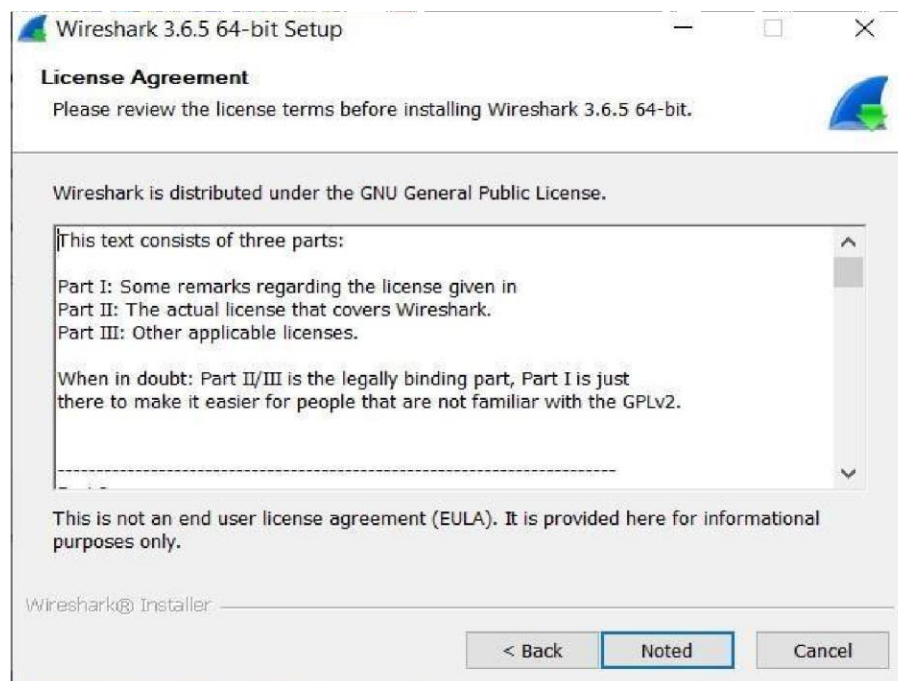 Wireshark 3.6.5 64-bit Setup
License Agreement
Please review the license terms before installing Wireshark 3.6.5 64-bit.
Wireshark is distributed under the GNU General Public License.
This text consists of three parts:
Part I: Some remarks regarding the license given in
Part II: The actual license that covers Wireshark.
Part III: Other applicable licenses.
When in doubt: Part II/III is the legally binding part, Part I is just
there to make it easier for people that are not familiar with the GPLv2.
----------------------------------------------------------------------
This is not an end user license agreement (EULA). It is provided here for informational
purposes only.
Wireshark® Installer
< Back
Noted
Cancel